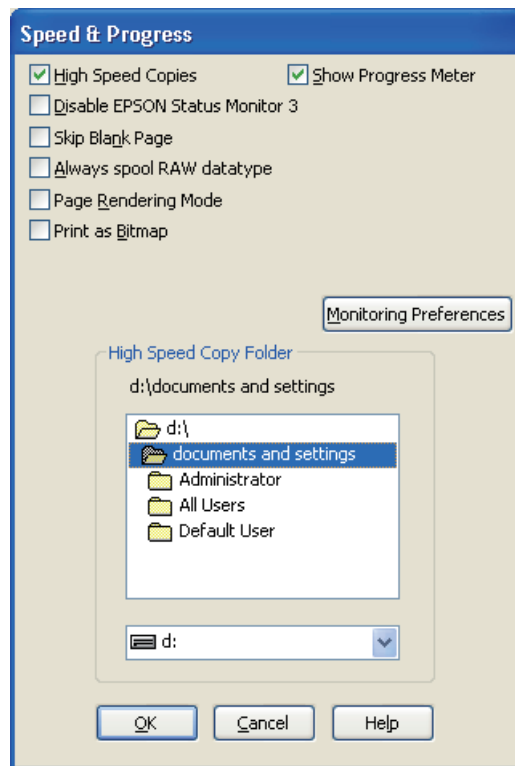 Speed & Progress
High Speed Copies Show Progress Meter
Disable EPSON Status Monitor 3
Skip Blank Page
Always spool RAW datatype
Page Rendering Mode
Print as Bitmap
Monitoring Preferences
High Speed Copy Folder
d:\documents and settings
d:\
documents and settings
Administrator
All Users
Default User
d:
OK Cancel Help